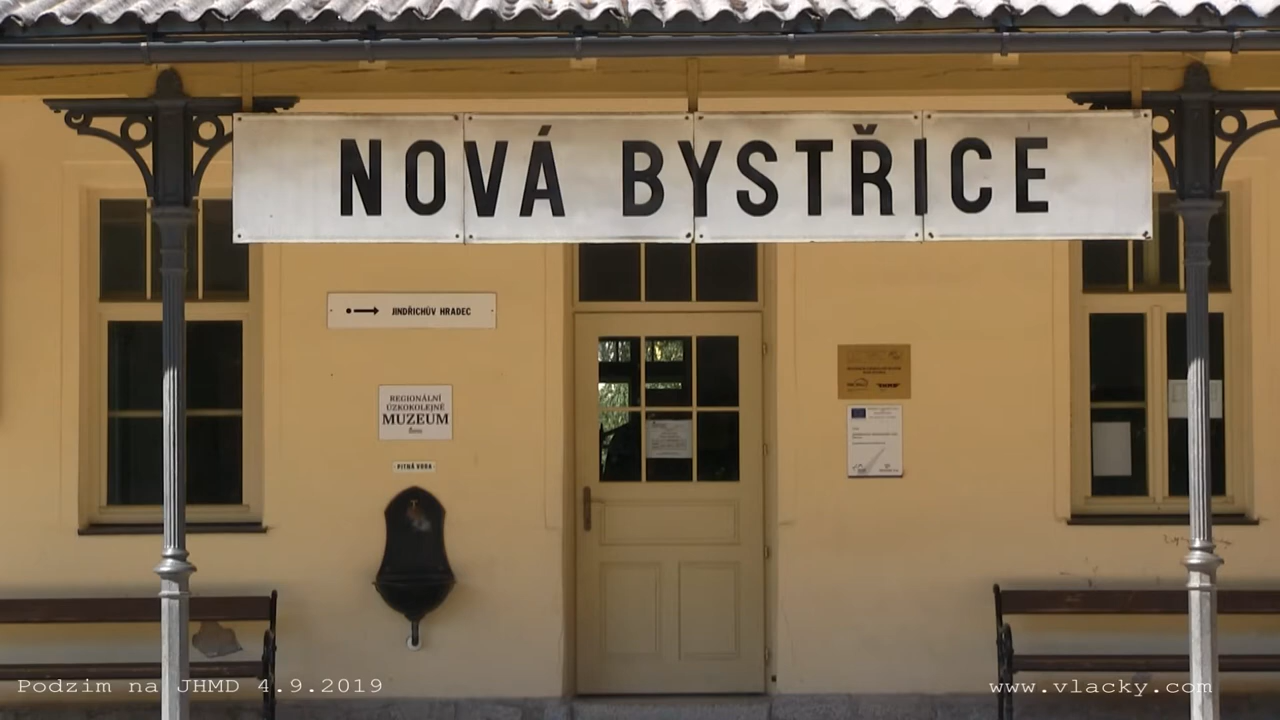 NOVÁ BYSTŘICE
JINDŘICHŮV HRADEC
REGIONÁLNÍ
ÚZKOKOLEJNÉ
MUZEUM
PITNÁ VODA
Podzim na JHMD 4.9.2019
www.vlacky.com